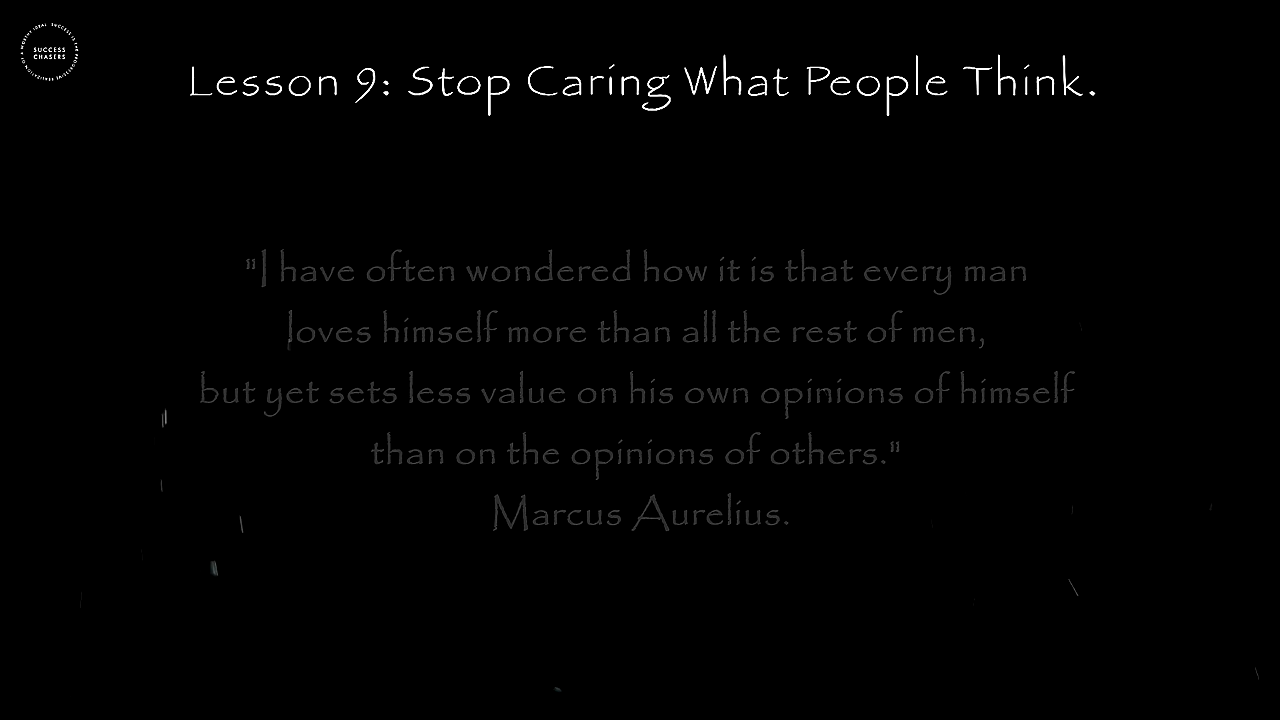 SUCCESS
CHASERS
Lesson 9: Stop Caring What People Think.
"I have often wondered how it is that every man
loves himself more than all the rest of men,
but yet sets less value on his own opinions of himself
than on the opinions of others."
Marcus Aurelius.